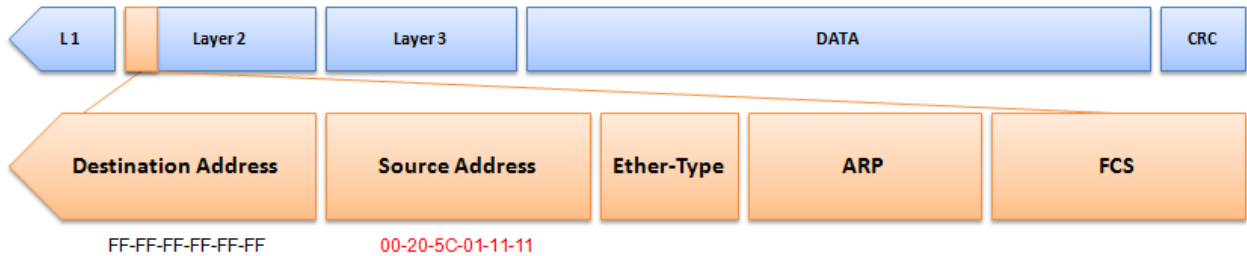 L 1 Layer 2 Layer 3 DATA CRC
Destination Address Source Address Ether-Type ARP FCS
FF-FF-FF-FF-FF-FF 00-20-5C-01-11-11